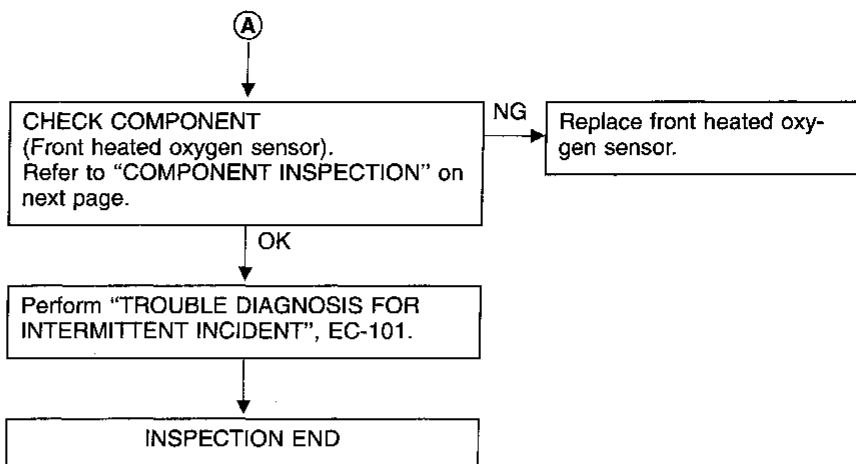 A
CHECK COMPONENT
(Front heated oxygen sensor).
Refer to “COMPONENT INSPECTION” on
next page.
NG
Replace front heated oxy-
gen sensor.
OK
Perform “TROUBLE DIAGNOSIS FOR
INTERMITTENT INCIDENT”, EC-101.
INSPECTION END